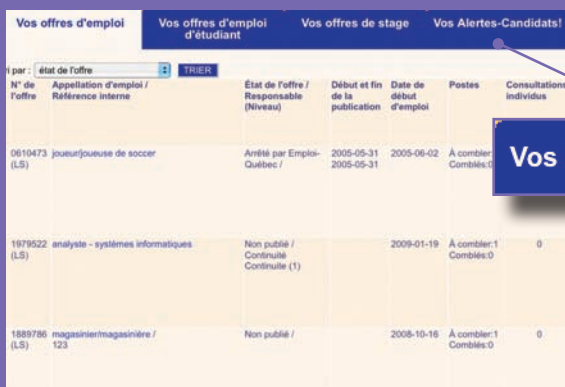 Vos offres d'emploi
Vos offres d'emploi
d'étudiant
Vos offres de stage
Vos Alertes-Candidats!
i par : état de l'offre TRIER
N° de
l'offre
Appellation d'emploi /
Référence interne
État de l'offre /
Responsable
(Niveau)
Début et fin
de la
publication
Date de
début
d'emploi
Postes
Consultations
individus
0610473
(LS)
joueur/joueuse de soccer
Arrêté par Emploi-
Québec /
2005-05-31
2005-05-31
2005-06-02
À combler:
Comblés:0
Vos
1979522
(LS)
analyste - systèmes informatiques
Non publié /
Continuité
Continuite (1)
2009-01-19
À combler:1
Comblés:0
0
1889786
(LS)
magasinier/magasinière /
123
Non publié /
2008-10-16
À combler:1
Comblés:0
0